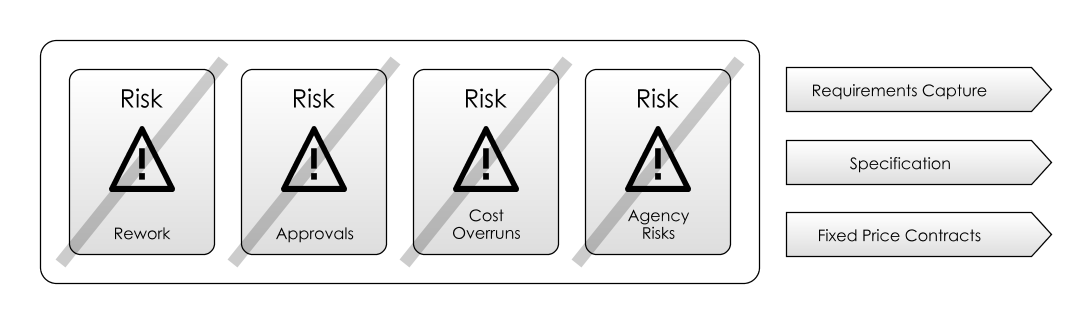 Risk
Rework
Risk
Approvals
Risk
Cost
Overruns
Risk
Agency
Risks
Requirements Capture
Specification
Fixed Price Contracts